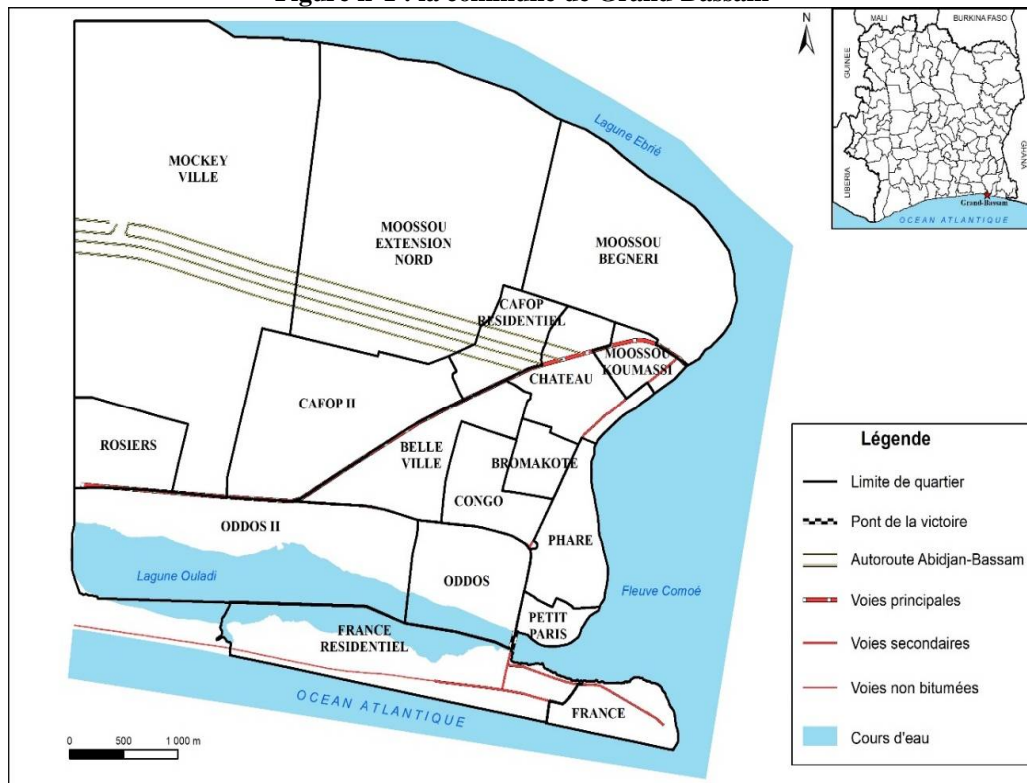 Figure n°1 : la commune de Grand-Bassam
MALI
BURKINA FASO
GUINEE
LIBERIA
GHANA
Grand-Bassam
OCEAN ATLANTIQUE
N
Lagune Ebrié
MOCKEY
VILLE
MOOSSOU
EXTENSION
NORD
MOOSSOU
BEGNERI
CAFOP
RESIDENTIEL
MOOSSOU
KOUMASSI
CHATEAU
CAFOP II
ROSIERS
BELLE
VILLE
BROMAKOTE
CONGO
ODDOS II
PHARE
ODDOS
Lagune Ouladi
Fleuve Comoé
PETIT
PARIS
FRANCE
RESIDENTIEL
FRANCE
OCEAN ATLANTIQUE
0 500 1 000 m
Légende
Limite de quartier
Pont de la victoire
Autoroute Abidjan-Bassam
Voies principales
Voies secondaires
Voies non bitumées
Cours d'eau